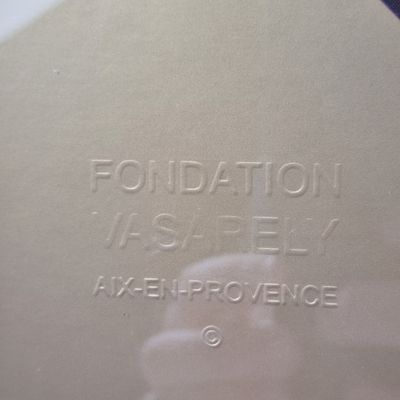 FONDATION
VASARELY
AIX-EN-PROVENCE
©